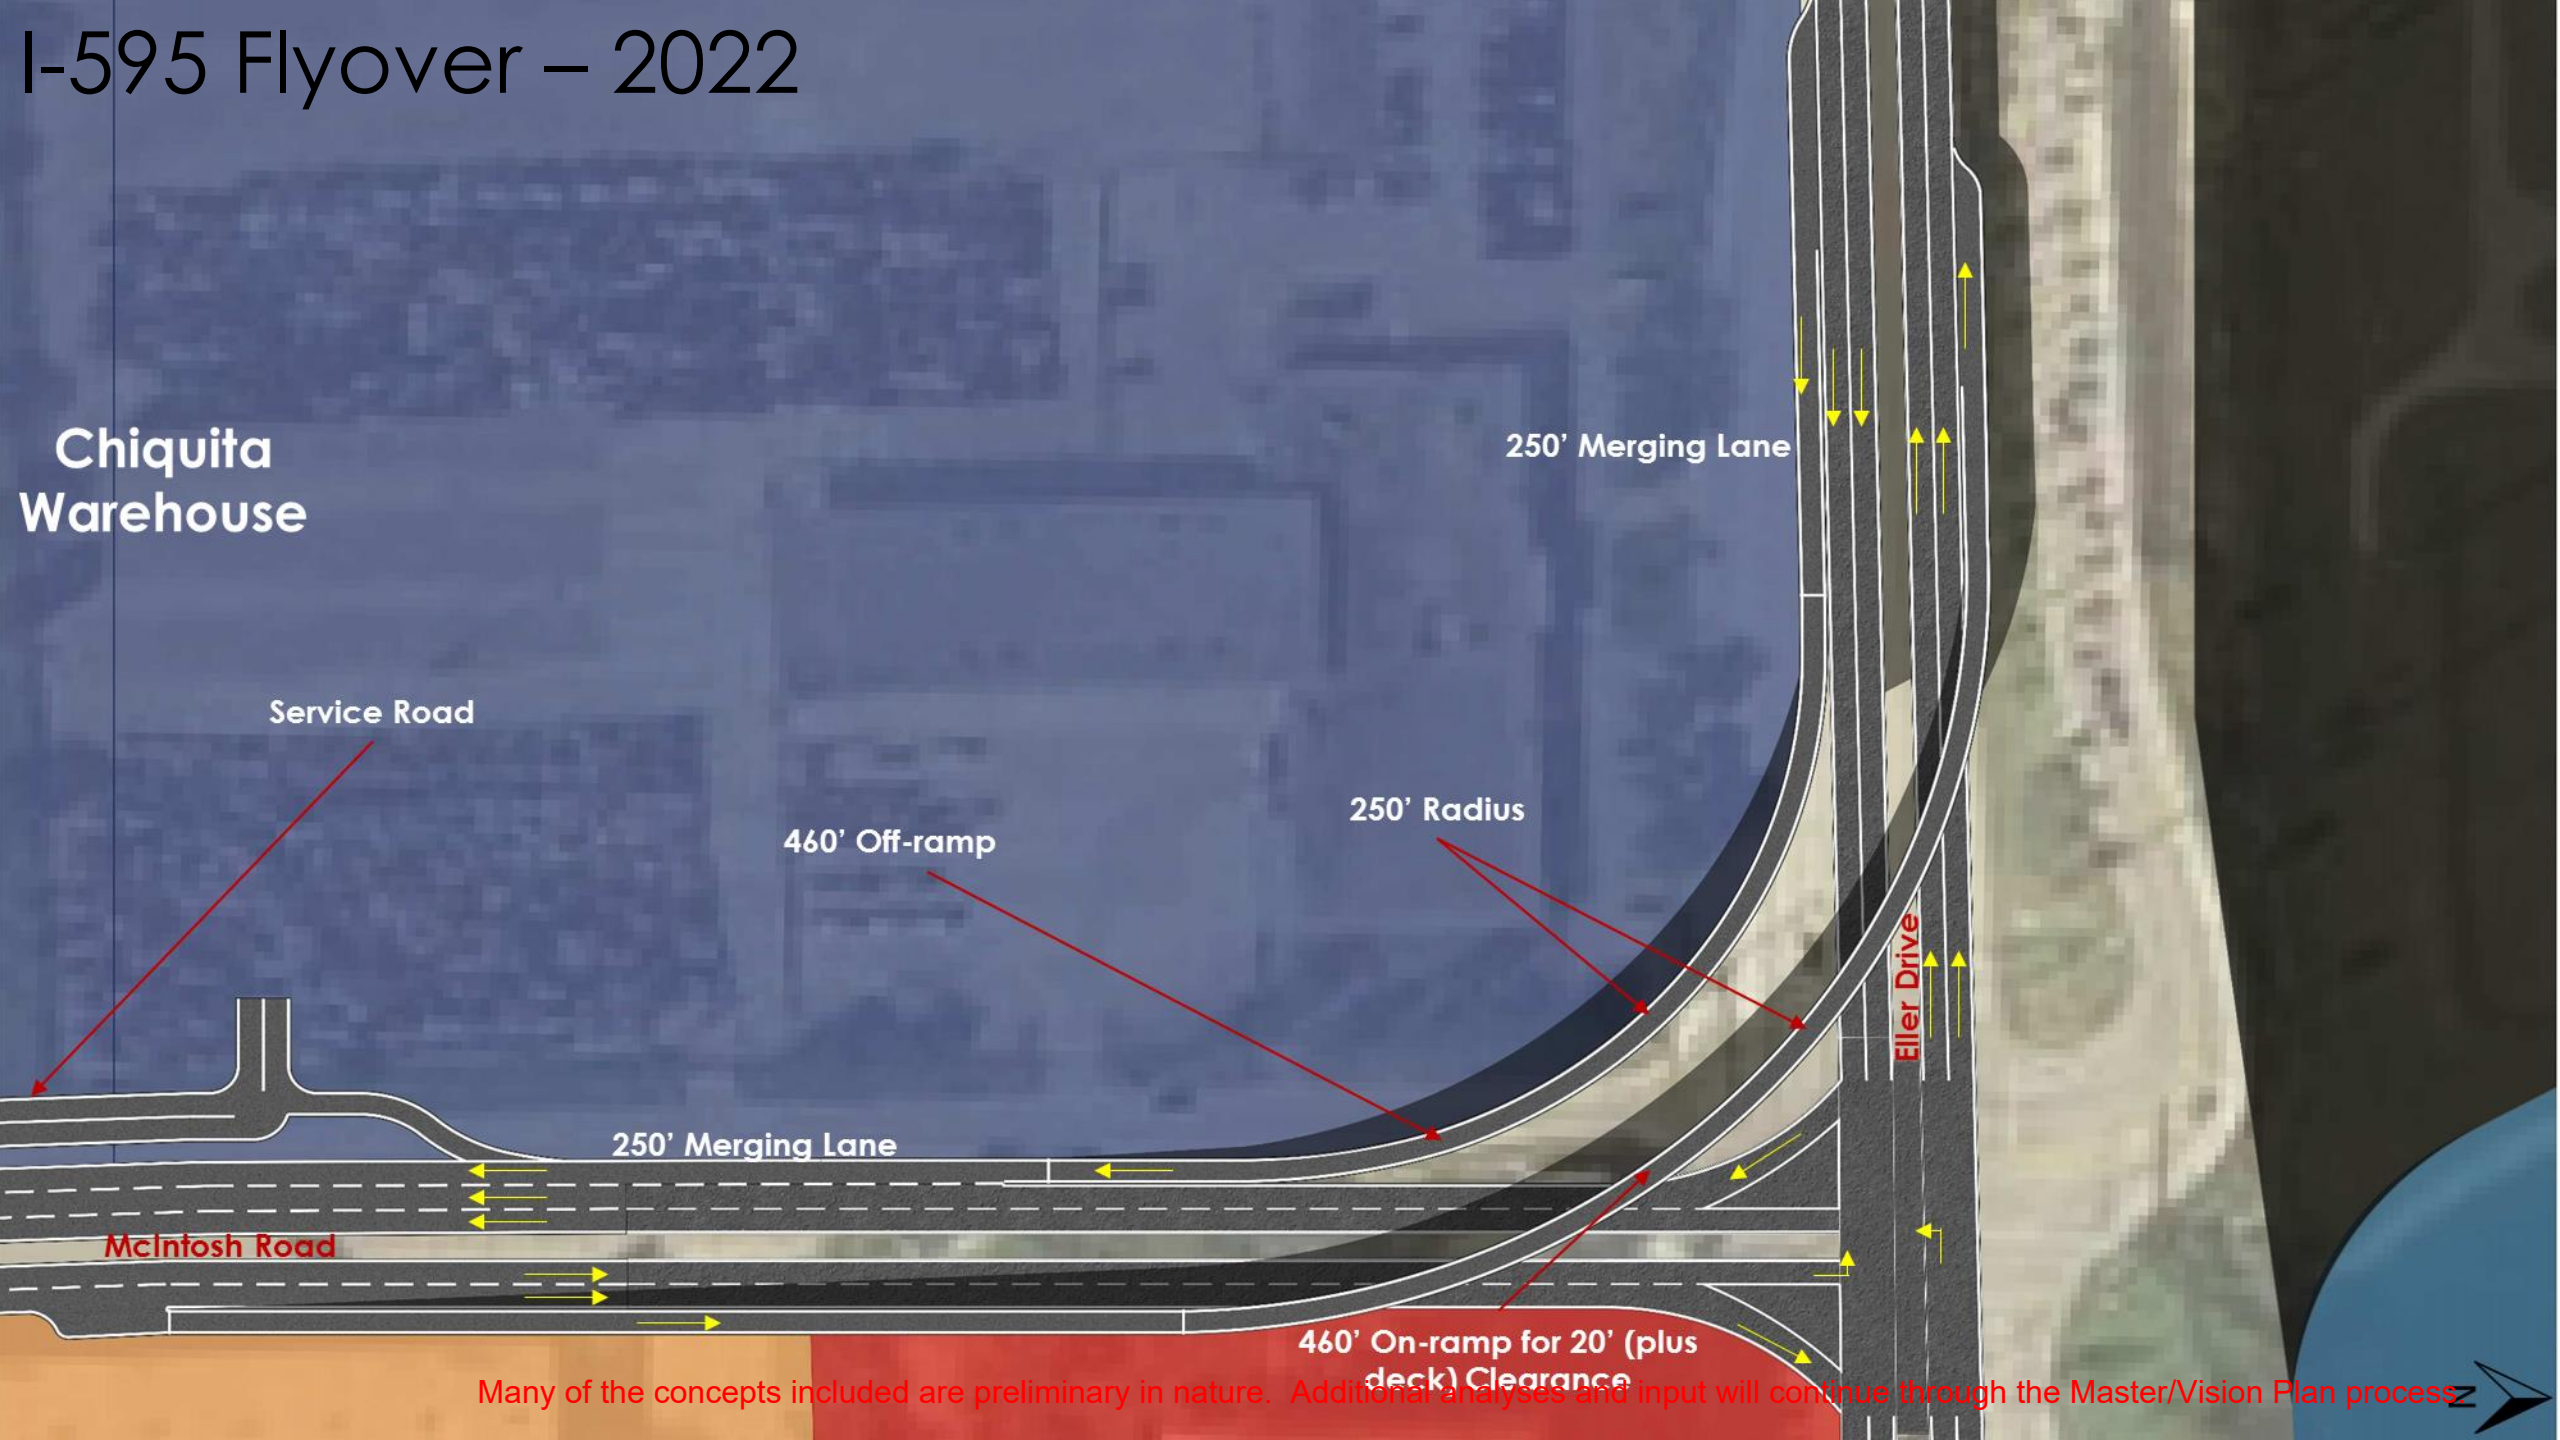 I-595 Flyover – 2022
250’ Merging Lane
Chiquita
Warehouse
Service Road
250’ Radius
460’ Off-ramp
Eller Drive
250’ Merging Lane
McIntosh Road
460’ On-ramp for 20’ (plus
deck) Clearance
Many of the concepts included are preliminary in nature.  Additional analyses and input will continue through the Master/Vision Plan process.
N